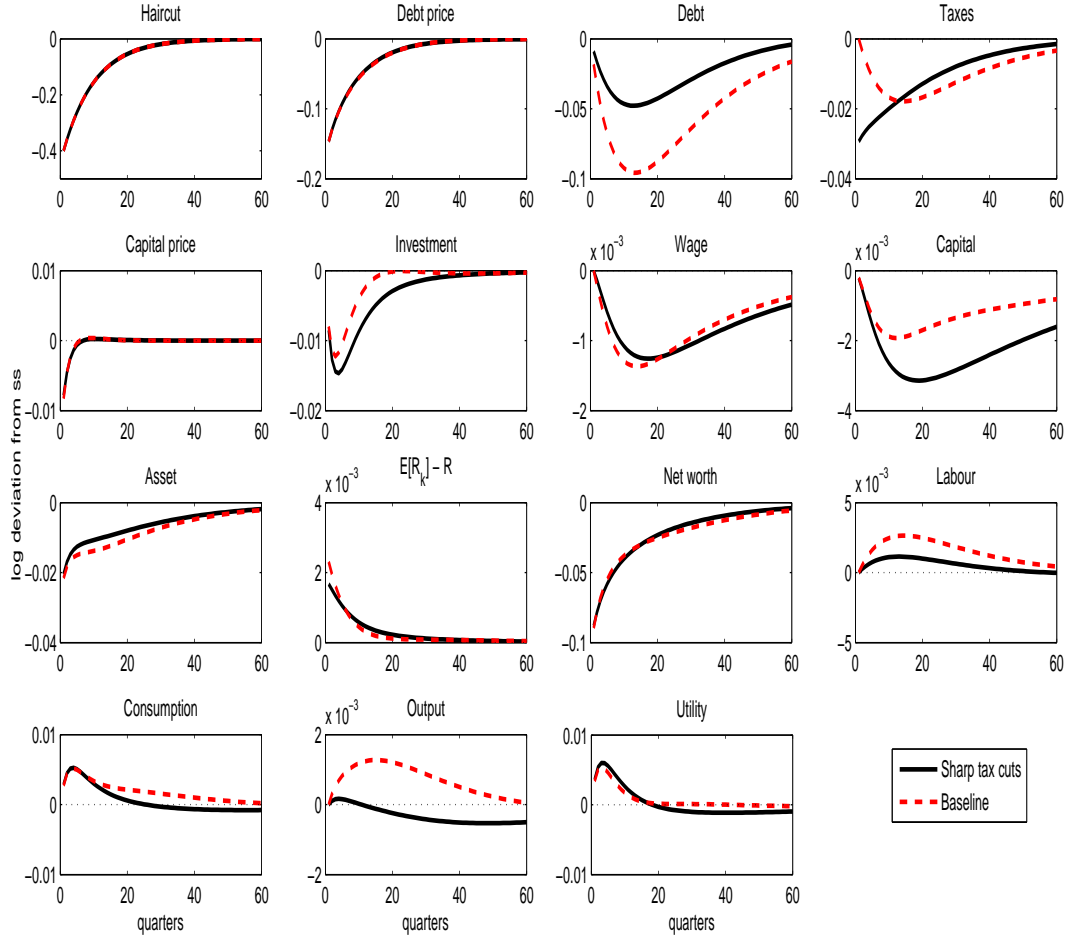 Haircut Debt price Debt Taxes
0 0 0 0
−0.2 −0.1 −0.05 −0.02
−0.4 −0.2 −0.1 −0.04
0 20 40 60 0 20 40 60 0 20 40 60 0 20 40 60
Capital price Investment Wage Capital
x 10⁻³ x 10⁻³
0.01 0 0 0
0 −0.01 −1 −2
−0.01 −0.02 −2 −4
0 20 40 60 0 20 40 60 0 20 40 60 0 20 40 60
log deviation from ss
Asset E[Rₖ] − R Net worth Labour
x 10⁻³ x 10⁻³
0 4 0 5
−0.02 2 −0.05 0
−0.04 0 −0.1 −5
0 20 40 60 0 20 40 60 0 20 40 60 0 20 40 60
Consumption Output Utility
x 10⁻³
0.01 2 0.01
0 0 0
−0.01 −2 −0.01
0 20 40 60 0 20 40 60 0 20 40 60
quarters quarters quarters
Sharp tax cuts
Baseline